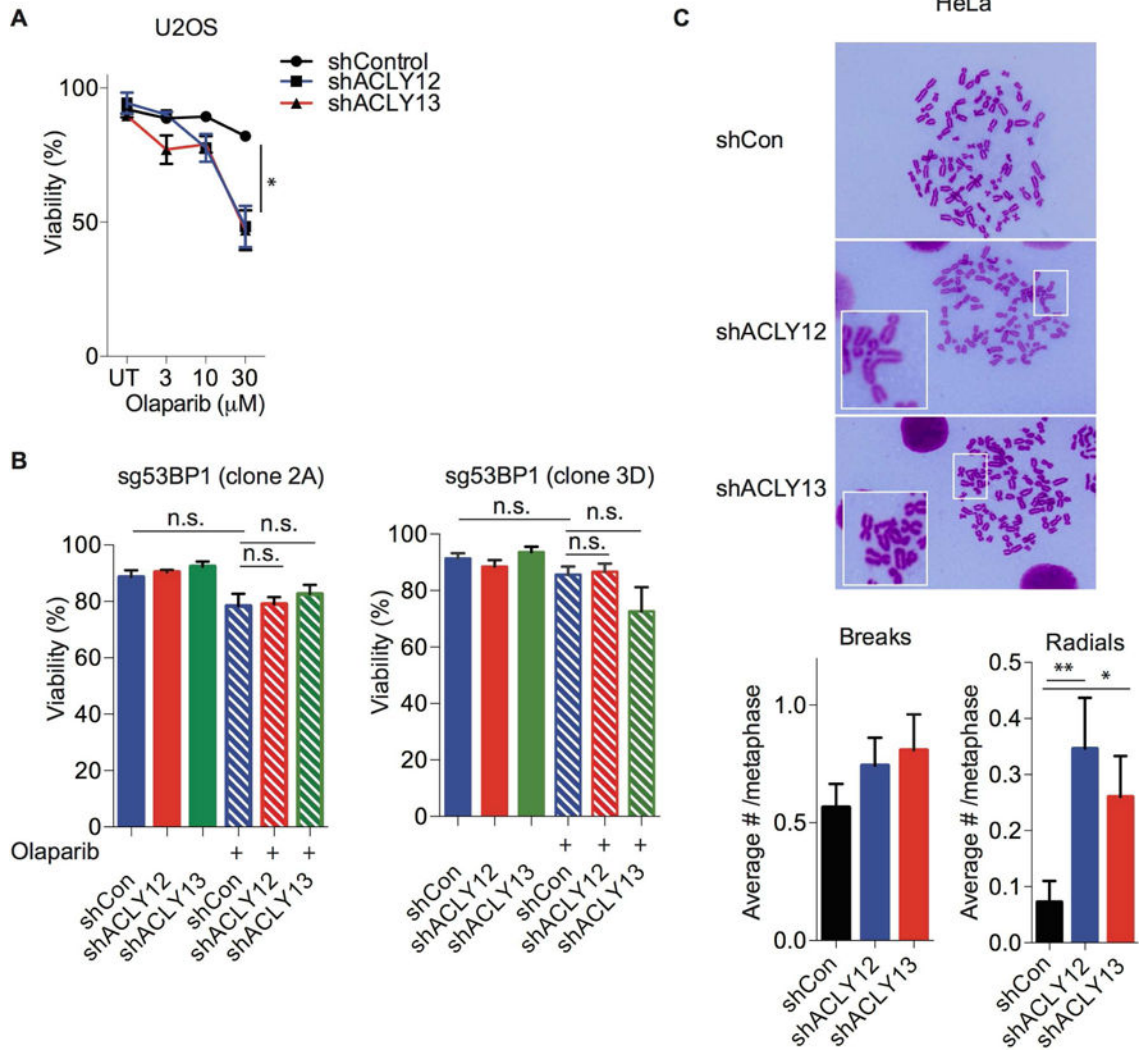 A
U2OS
shControl
shACLY12
shACLY13
100
50
0
Viability (%)
*
UT 3 10 30
Olaparib (μM)
B
sg53BP1 (clone 2A)
n.s.
n.s.
n.s.
100
80
60
40
20
0
Viability (%)
Olaparib + + +
shCon
shACLY12
shACLY13
shCon
shACLY12
shACLY13
sg53BP1 (clone 3D)
n.s.
n.s.
n.s.
100
80
60
40
20
0
Viability (%)
+ + +
shCon
shACLY12
shACLY13
shCon
shACLY12
shACLY13
C
HeLa
shCon
shACLY12
shACLY13
Breaks
1.0
0.5
0.0
Average # /metaphase
shCon
shACLY12
shACLY13
Radials
**
*
0.5
0.4
0.3
0.2
0.1
0.0
Average # /metaphase
shCon
shACLY12
shACLY13